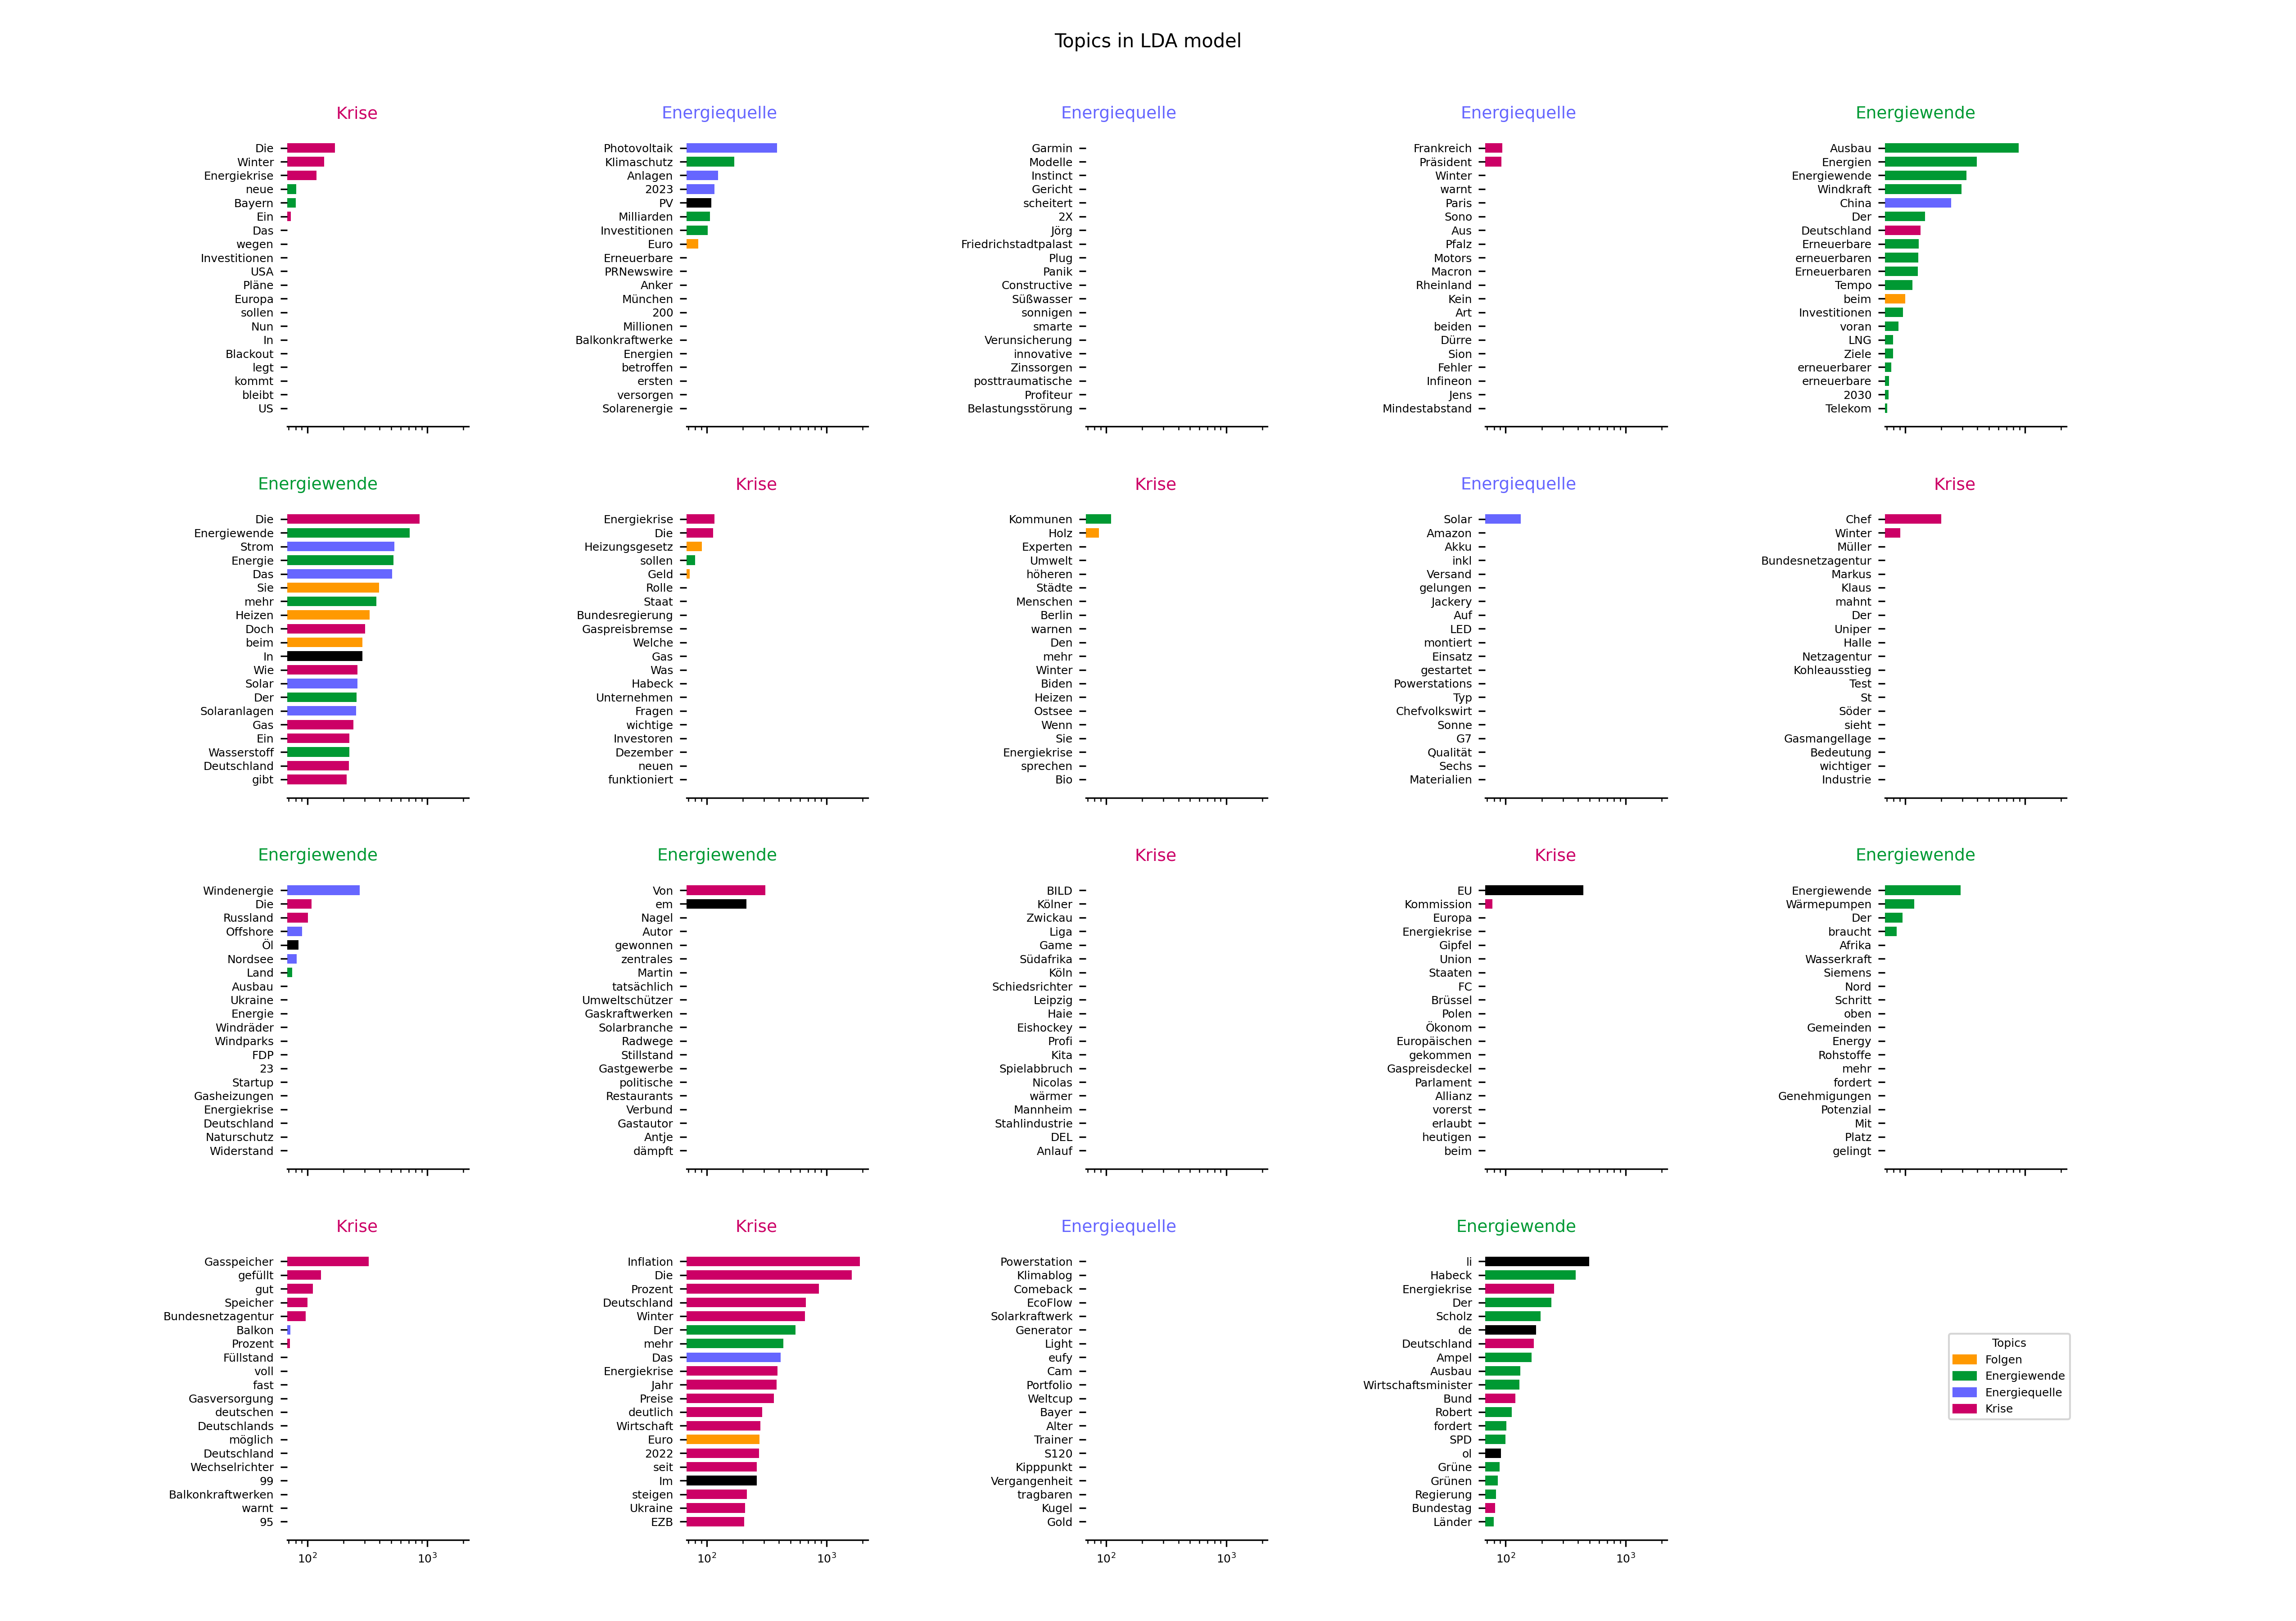 Topics in LDA model
Krise
Die
Winter
Energiekrise
neue
Bayern
Ein
Das
wegen
Investitionen
USA
Pläne
Europa
sollen
Nun
In
Blackout
legt
kommt
bleibt
US
Energiequelle
Photovoltaik
Klimaschutz
Anlagen
2023
PV
Milliarden
Investitionen
Euro
Erneuerbare
PRNewswire
Anker
München
200
Millionen
Balkonkraftwerke
Energien
betroffen
ersten
versorgen
Solarenergie
Energiequelle
Garmin
Modelle
Instinct
Gericht
scheitert
2X
Jörg
Friedrichstadtpalast
Plug
Panik
Constructive
Süßwasser
sonnigen
smarte
Verunsicherung
innovative
Zinssorgen
posttraumatische
Profiteur
Belastungsstörung
Energiequelle
Frankreich
Präsident
Winter
warnt
Paris
Sono
Aus
Pfalz
Motors
Macron
Rheinland
Kein
Art
beiden
Dürre
Sion
Fehler
Infineon
Jens
Mindestabstand
Energiewende
Ausbau
Energien
Energiewende
Windkraft
China
Der
Deutschland
Erneuerbare
erneuerbaren
Erneuerbaren
Tempo
beim
Investitionen
voran
LNG
Ziele
erneuerbarer
erneuerbare
2030
Telekom
Energiewende
Die
Energiewende
Strom
Energie
Das
Sie
mehr
Heizen
Doch
beim
In
Wie
Solar
Der
Solaranlagen
Gas
Ein
Wasserstoff
Deutschland
gibt
Krise
Energiekrise
Die
Heizungsgesetz
sollen
Geld
Rolle
Staat
Bundesregierung
Gaspreisbremse
Welche
Gas
Was
Habeck
Unternehmen
Fragen
wichtige
Investoren
Dezember
neuen
funktioniert
Krise
Kommunen
Holz
Experten
Umwelt
höheren
Städte
Menschen
Berlin
warnen
Den
mehr
Winter
Biden
Heizen
Ostsee
Wenn
Sie
Energiekrise
sprechen
Bio
Energiequelle
Solar
Amazon
Akku
inkl
Versand
gelungen
Jackery
Auf
LED
montiert
Einsatz
gestartet
Powerstations
Typ
Chefvolkswirt
Sonne
G7
Qualität
Sechs
Materialien
Krise
Chef
Winter
Müller
Bundesnetzagentur
Markus
Klaus
mahnt
Der
Uniper
Halle
Netzagentur
Kohleausstieg
Test
St
Söder
sieht
Gasmangellage
Bedeutung
wichtiger
Industrie
Energiewende
Windenergie
Die
Russland
Offshore
Öl
Nordsee
Land
Ausbau
Ukraine
Energie
Windräder
Windparks
FDP
23
Startup
Gasheizungen
Energiekrise
Deutschland
Naturschutz
Widerstand
Energiewende
Von
em
Nagel
Autor
gewonnen
zentrales
Martin
tatsächlich
Umweltschützer
Gaskraftwerken
Solarbranche
Radwege
Stillstand
Gastgewerbe
politische
Restaurants
Verbund
Gastautor
Antje
dämpft
Krise
BILD
Kölner
Zwickau
Liga
Game
Südafrika
Köln
Schiedsrichter
Leipzig
Haie
Eishockey
Profi
Kita
Spielabbruch
Nicolas
wärmer
Mannheim
Stahlindustrie
DEL
Anlauf
Krise
EU
Kommission
Europa
Energiekrise
Gipfel
Union
Staaten
FC
Brüssel
Polen
Ökonom
Europäischen
gekommen
Gaspreisdeckel
Parlament
Allianz
vorerst
erlaubt
heutigen
beim
Energiewende
Energiewende
Wärmepumpen
Der
braucht
Afrika
Wasserkraft
Siemens
Nord
Schritt
oben
Gemeinden
Energy
Rohstoffe
mehr
fordert
Genehmigungen
Potenzial
Mit
Platz
gelingt
Krise
Gasspeicher
gefüllt
gut
Speicher
Bundesnetzagentur
Balkon
Prozent
Füllstand
voll
fast
Gasversorgung
deutschen
Deutschlands
möglich
Deutschland
Wechselrichter
99
Balkonkraftwerken
warnt
95
10² 10³
Krise
Inflation
Die
Prozent
Deutschland
Winter
Der
mehr
Das
Energiekrise
Jahr
Preise
deutlich
Wirtschaft
Euro
2022
seit
Im
steigen
Ukraine
EZB
10² 10³
Energiequelle
Powerstation
Klimablog
Comeback
EcoFlow
Solarkraftwerk
Generator
Light
eufy
Cam
Portfolio
Weltcup
Bayer
Alter
Trainer
S120
Kipppunkt
Vergangenheit
tragbaren
Kugel
Gold
10² 10³
Energiewende
li
Habeck
Energiekrise
Der
Scholz
de
Deutschland
Ampel
Ausbau
Wirtschaftsminister
Bund
Robert
fordert
SPD
ol
Grüne
Grünen
Regierung
Bundestag
Länder
10² 10³
Topics
Folgen
Energiewende
Energiequelle
Krise